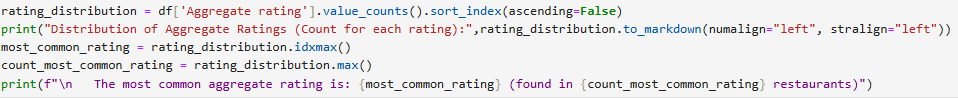 rating_distribution = df['Aggregate rating'].value_counts().sort_index(ascending=False)
print("Distribution of Aggregate Ratings (Count for each rating):",rating_distribution.to_markdown(numalign="left", stralign="left"))
most_common_rating = rating_distribution.idxmax()
count_most_common_rating = rating_distribution.max()
print(f"\n   The most common aggregate rating is: {most_common_rating} (found in {count_most_common_rating} restaurants)")